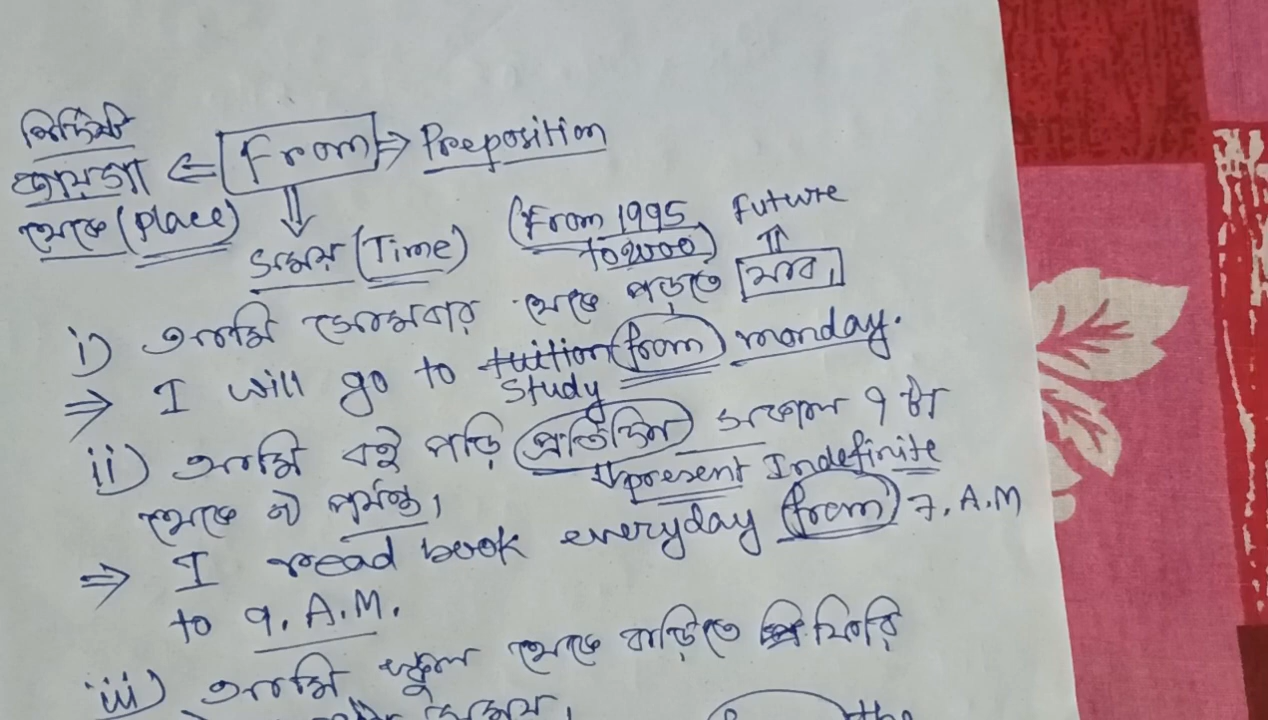 নির্দিষ্ট
জায়গা ⇐ From ⇒ Preposition
থেকে (place) ⇓
সময় (Time) (From 1995 to 2000) future
i) আমি সোমবার থেকে পড়তে যাব।
⇒ I will go to tuition from monday.
study
ii) আমি বই পড়ি প্রতিদিন সকাল 7 টা
present Indefinite
থেকে 9 টা পর্যন্ত।
⇒ I read book everyday from 7. A.M
to 9. A.M.
iii) আমি স্কুল থেকে বাড়িতে ফিরি
the